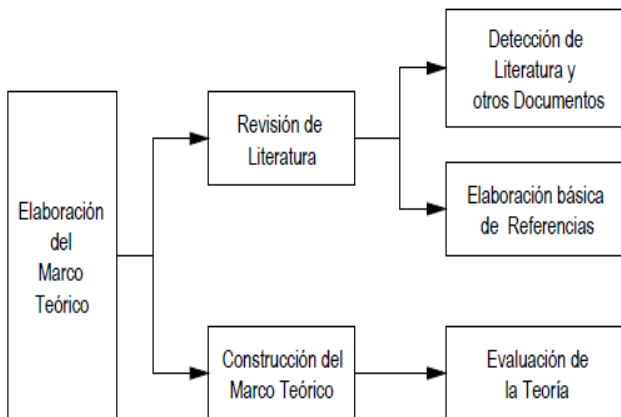 Elaboración
del
Marco
Teórico
Revisión de
Literatura
Detección de
Literatura y
otros Documentos
Elaboración básica
de Referencias
Construcción del
Marco Teórico
Evaluación de
la Teoría